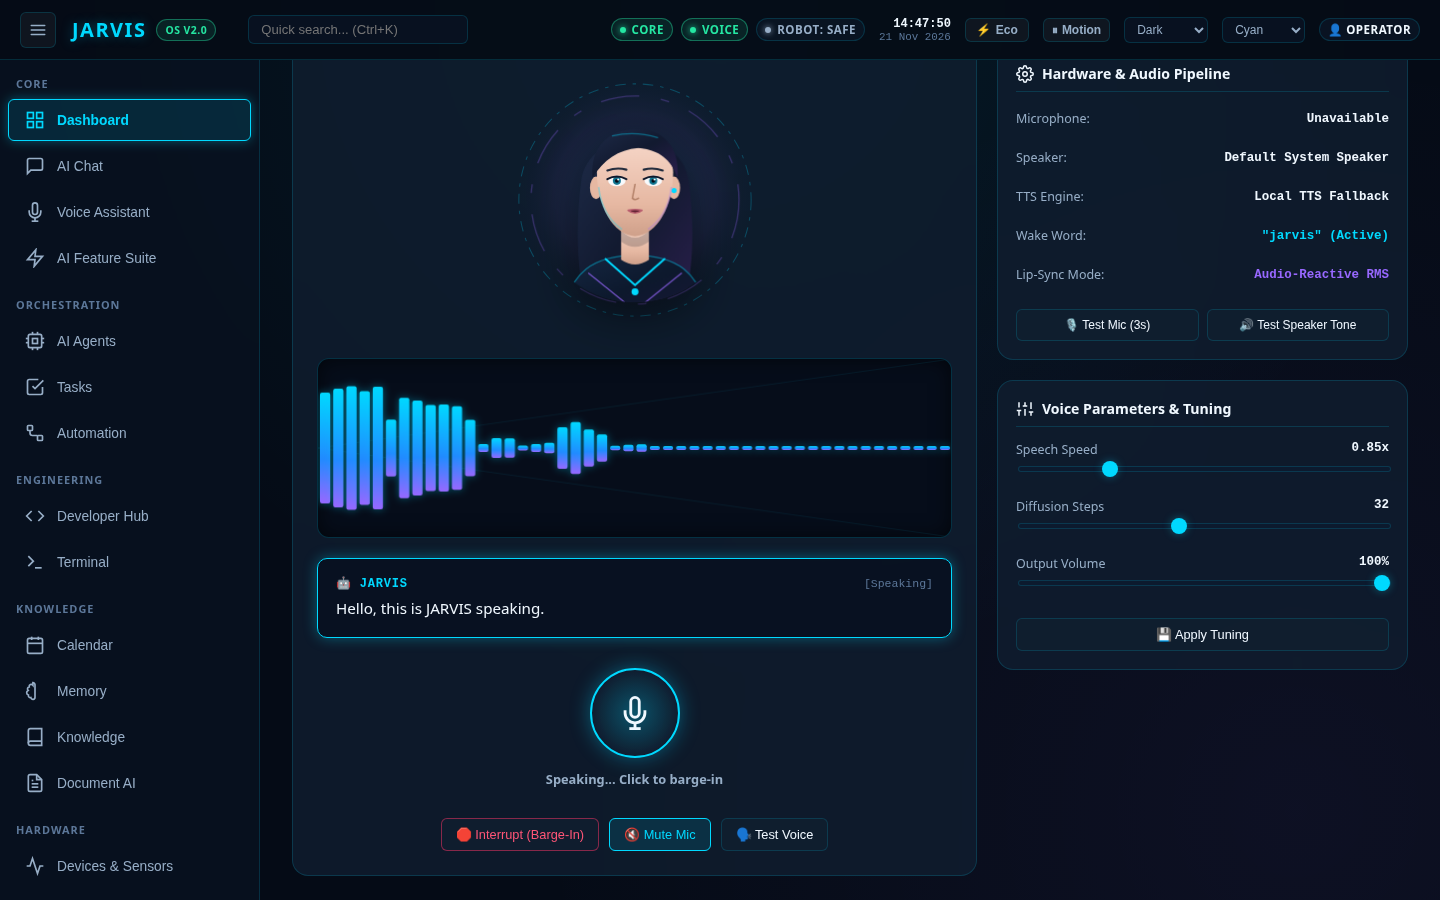 JARVIS
OS V2.0
Quick search... (Ctrl+K)
CORE
VOICE
ROBOT: SAFE
14:47:50
21 Nov 2026
⚡ Eco
Motion
Dark
Cyan
OPERATOR
CORE
Dashboard
AI Chat
Voice Assistant
AI Feature Suite
ORCHESTRATION
AI Agents
Tasks
Automation
ENGINEERING
Developer Hub
Terminal
KNOWLEDGE
Calendar
Memory
Knowledge
Document AI
HARDWARE
Devices & Sensors
JARVIS
[Speaking]
Hello, this is JARVIS speaking.
Speaking... Click to barge-in
Interrupt (Barge-In)
Mute Mic
Test Voice
Hardware & Audio Pipeline
Microphone:
Unavailable
Speaker:
Default System Speaker
TTS Engine:
Local TTS Fallback
Wake Word:
"jarvis" (Active)
Lip-Sync Mode:
Audio-Reactive RMS
Test Mic (3s)
Test Speaker Tone
Voice Parameters & Tuning
Speech Speed
0.85x
Diffusion Steps
32
Output Volume
100%
Apply Tuning